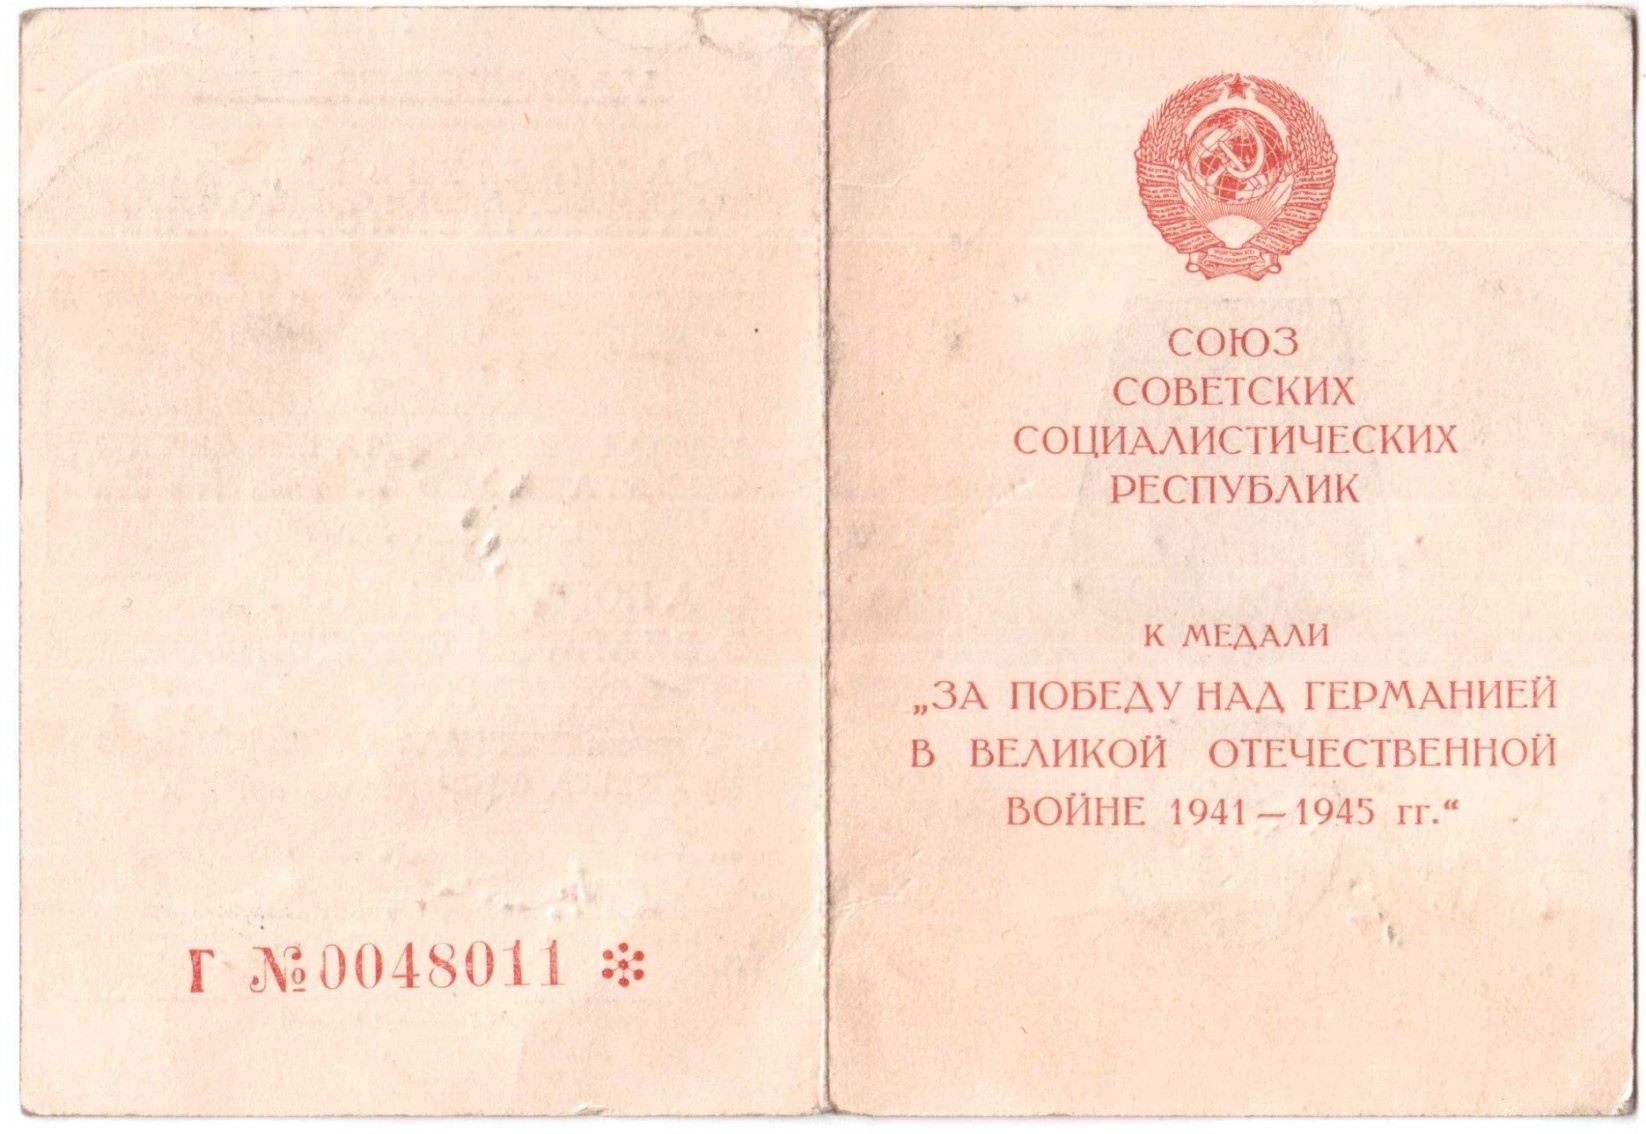 Г №0048011
СОЮЗ
СОВЕТСКИХ
СОЦИАЛИСТИЧЕСКИХ
РЕСПУБЛИК
К МЕДАЛИ
„ЗА ПОБЕДУ НАД ГЕРМАНИЕЙ
В ВЕЛИКОЙ ОТЕЧЕСТВЕННОЙ
ВОЙНЕ 1941 — 1945 гг.“